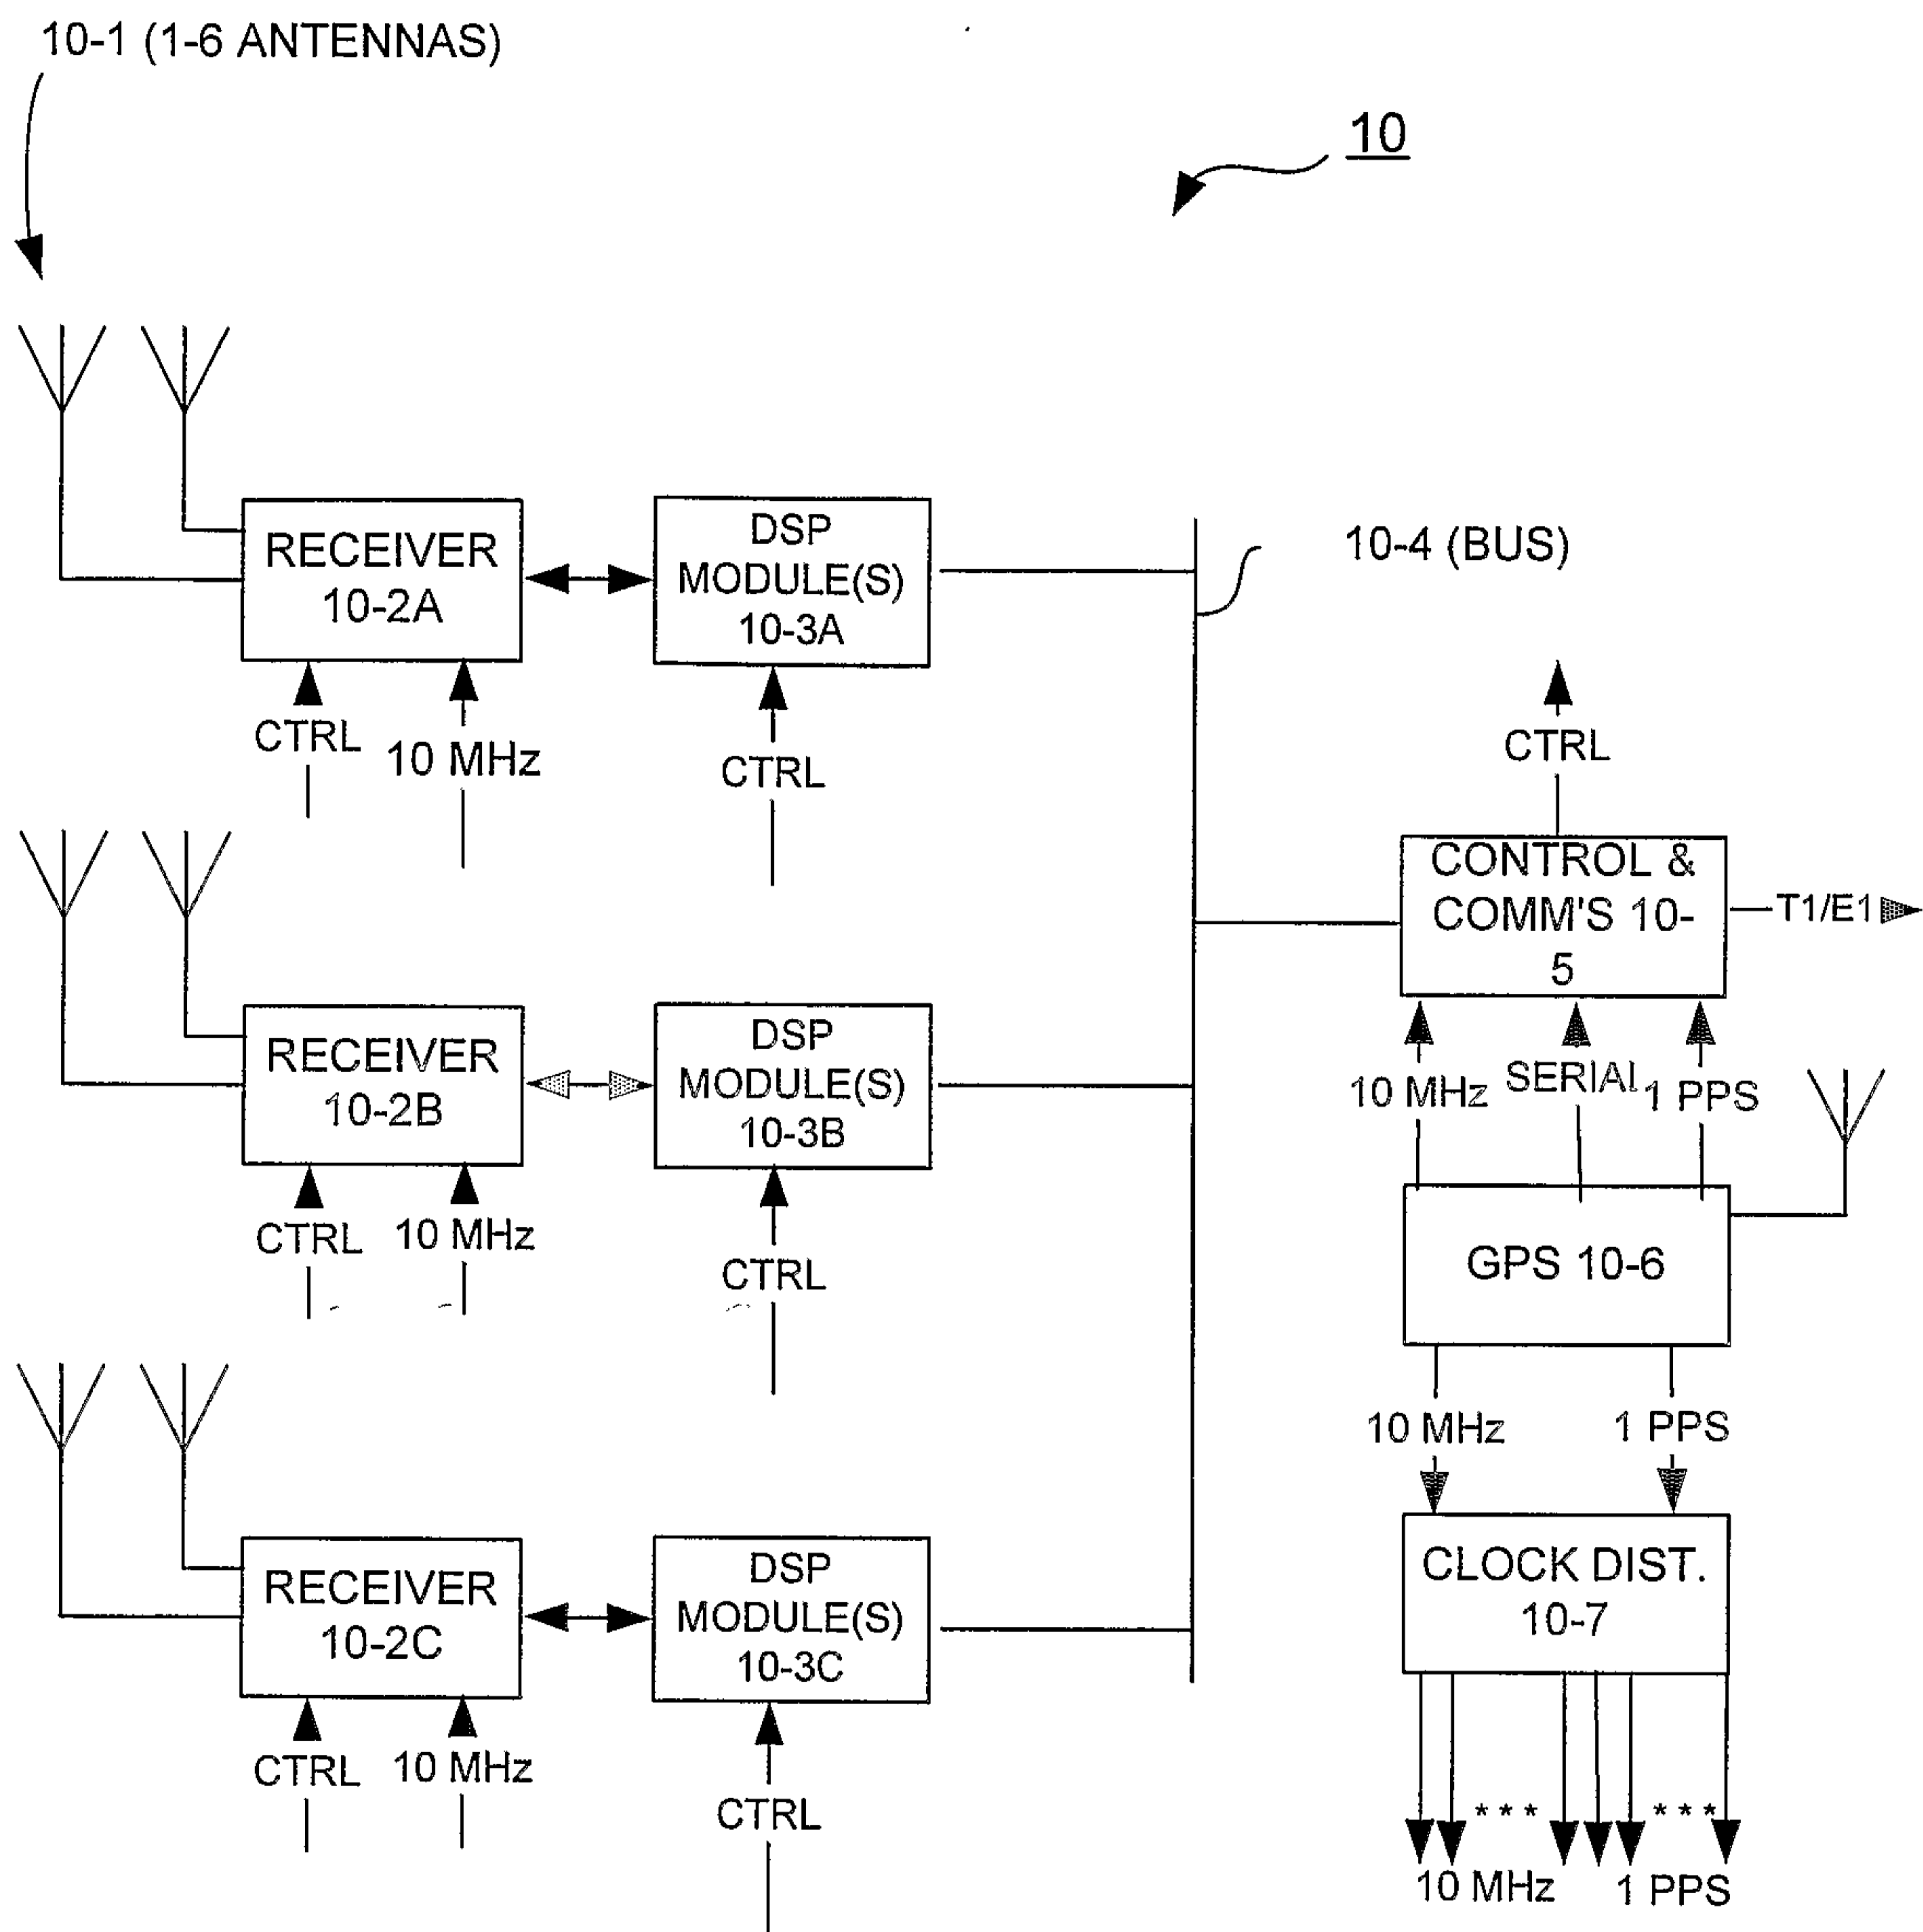 10-1 (1-6 ANTENNAS)
10
RECEIVER
10-2A
DSP
MODULE(S)
10-3A
10-4 (BUS)
CTRL
10 MHz
CTRL
CTRL
CONTROL &
COMM'S 10-
5
T1/E1
RECEIVER
10-2B
DSP
MODULE(S)
10-3B
10 MHz
SERIAL
1 PPS
CTRL
10 MHz
CTRL
GPS 10-6
10 MHz
1 PPS
RECEIVER
10-2C
DSP
MODULE(S)
10-3C
CLOCK DIST.
10-7
CTRL
10 MHz
CTRL
* * *
* * *
10 MHz
1 PPS